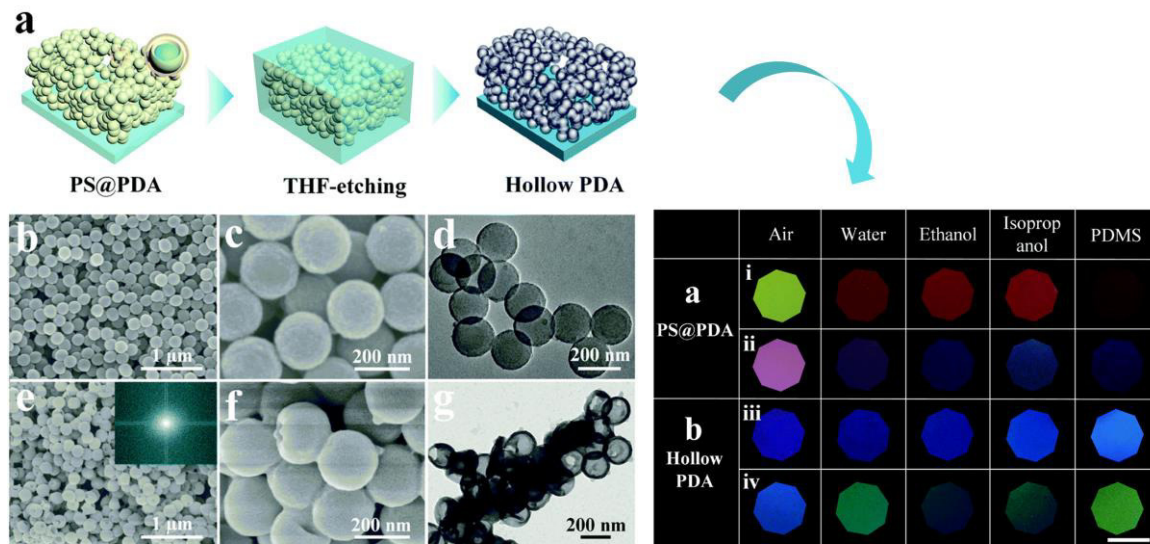 a
PS@PDA
THF-etching
Hollow PDA
b
1 μm
c
200 nm
d
200 nm
e
1 μm
f
200 nm
g
200 nm
Air
Water
Ethanol
Isoprop
anol
PDMS
a
PS@PDA
i
ii
b
Hollow
PDA
iii
iv